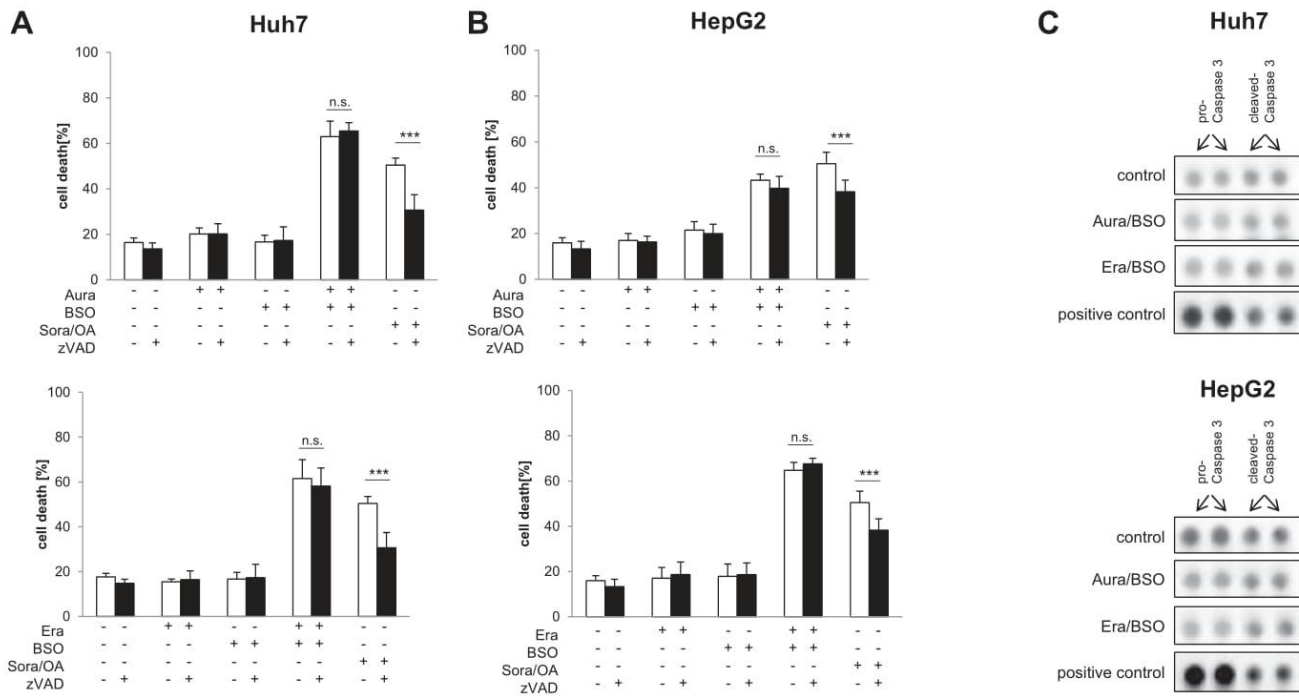 A
Huh7
100
80
60
40
20
0
cell death[%]
n.s.
***
Aura - - + + - - + + - -
BSO - - - - + + + + - -
Sora/OA - - - - - - - - + +
zVAD - + - + - + - + - +
100
80
60
40
20
0
cell death[%]
n.s.
***
Era - - + + - - + + - -
BSO - - - - + + + + - -
Sora/OA - - - - - - - - + +
zVAD - + - + - + - + - +
B
HepG2
100
80
60
40
20
0
cell death[%]
n.s.
***
Aura - - + + - - + + - -
BSO - - - - + + + + - -
Sora/OA - - - - - - - - + +
zVAD - + - + - + - + - +
100
80
60
40
20
0
cell death[%]
n.s.
***
Era - - + + - - + + - -
BSO - - - - + + + + - -
Sora/OA - - - - - - - - + +
zVAD - + - + - + - + - +
C
Huh7
pro-
Caspase 3
cleaved-
Caspase 3
control
Aura/BSO
Era/BSO
positive control
HepG2
pro-
Caspase 3
cleaved-
Caspase 3
control
Aura/BSO
Era/BSO
positive control